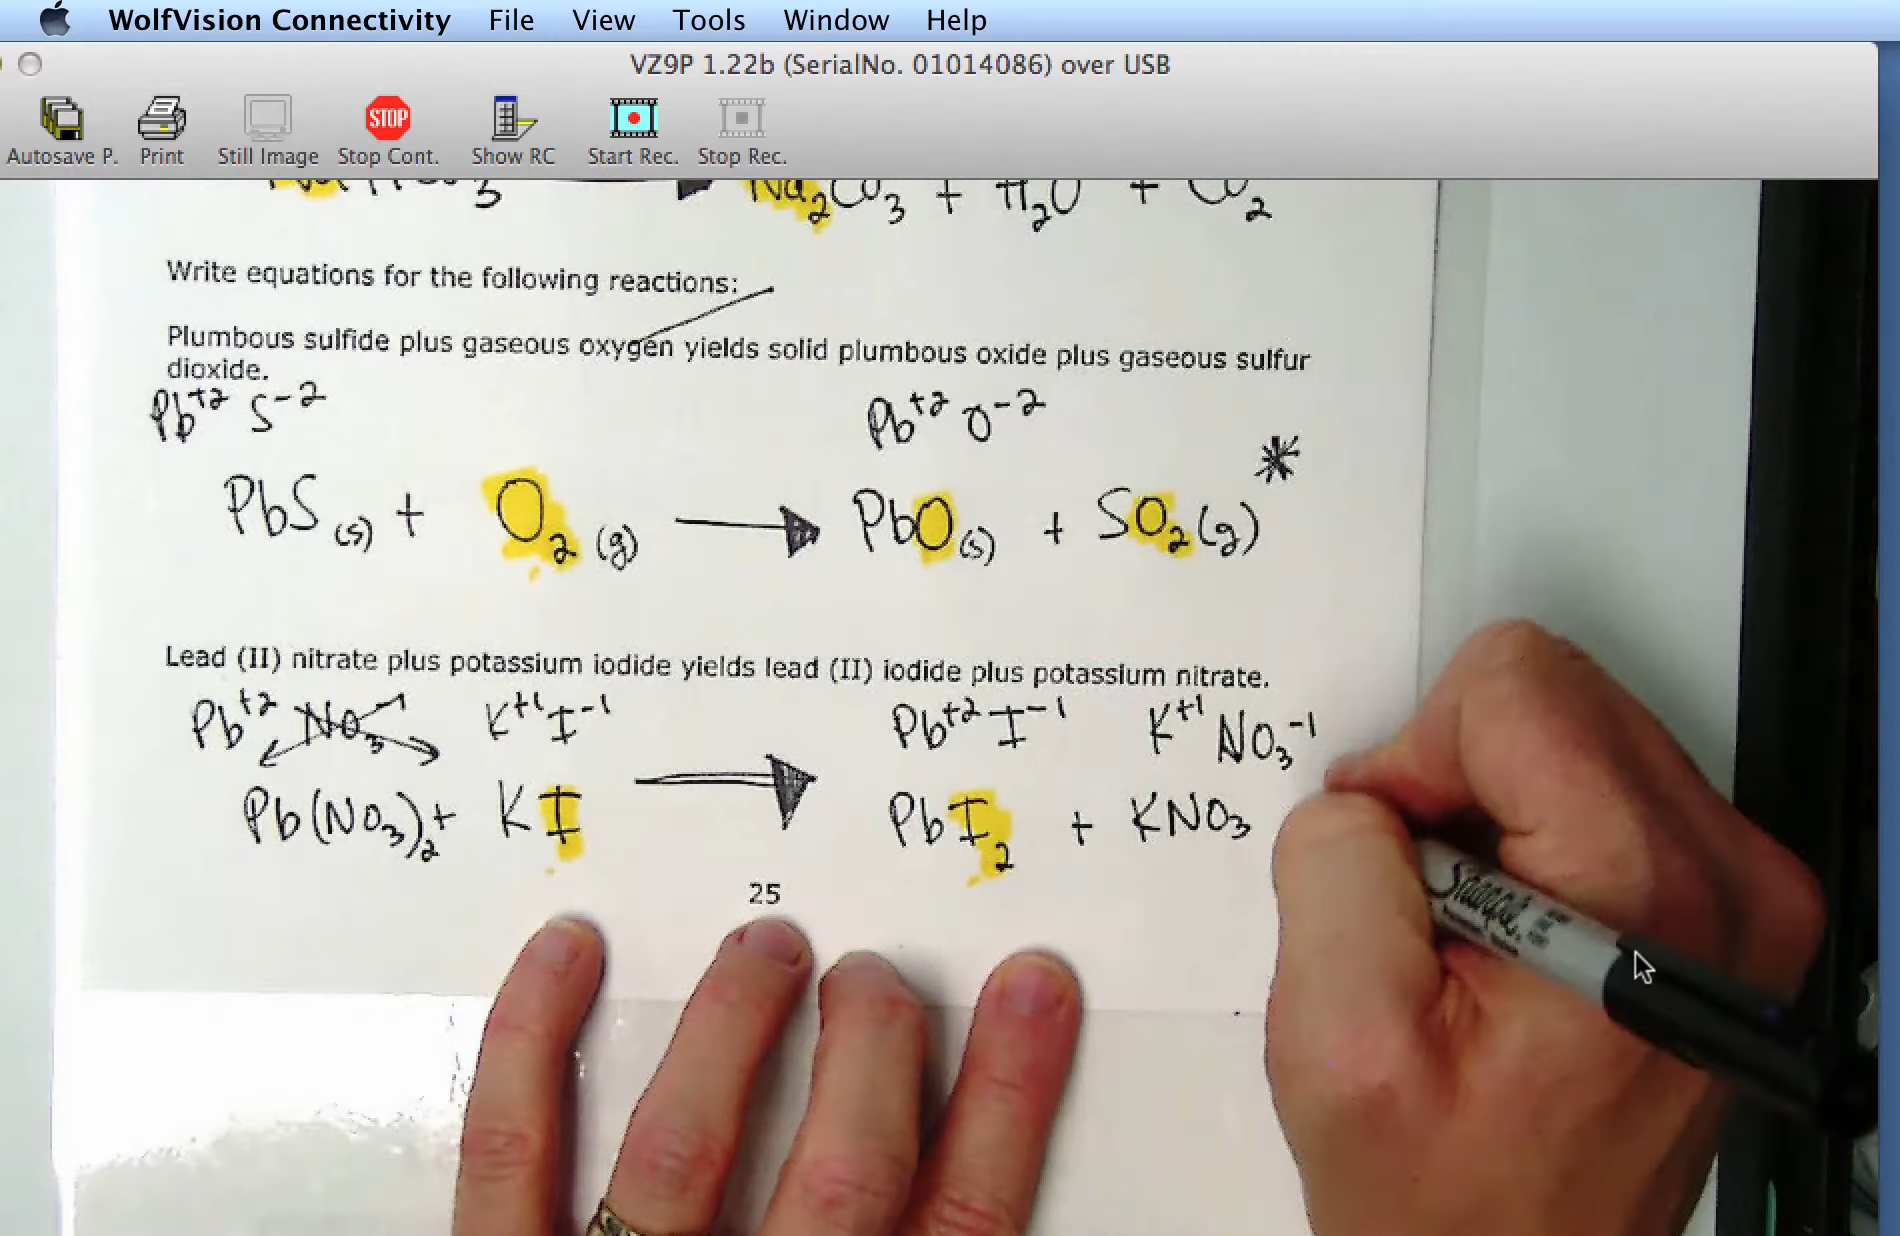 WolfVision Connectivity File View Tools Window Help
VZ9P 1.22b (SerialNo. 01014086) over USB
Autosave P. Print STOP Still Image Stop Cont. Show RC Start Rec. Stop Rec.
3 Na₂CO₃ + H₂O + CO₂
Write equations for the following reactions:
Plumbous sulfide plus gaseous oxygen yields solid plumbous oxide plus gaseous sulfur
dioxide.
Pb⁺² S⁻² Pb⁺² O⁻²
PbS (s) + O₂ (g) → PbO (s) + SO₂ (g) *
Lead (II) nitrate plus potassium iodide yields lead (II) iodide plus potassium nitrate.
Pb⁺² NO₃ K⁺¹ I⁻¹ Pb⁺² I⁻¹ K⁺¹ NO₃⁻¹
Pb(NO₃)₂ + KI → PbI₂ + KNO₃
25
Sharpie